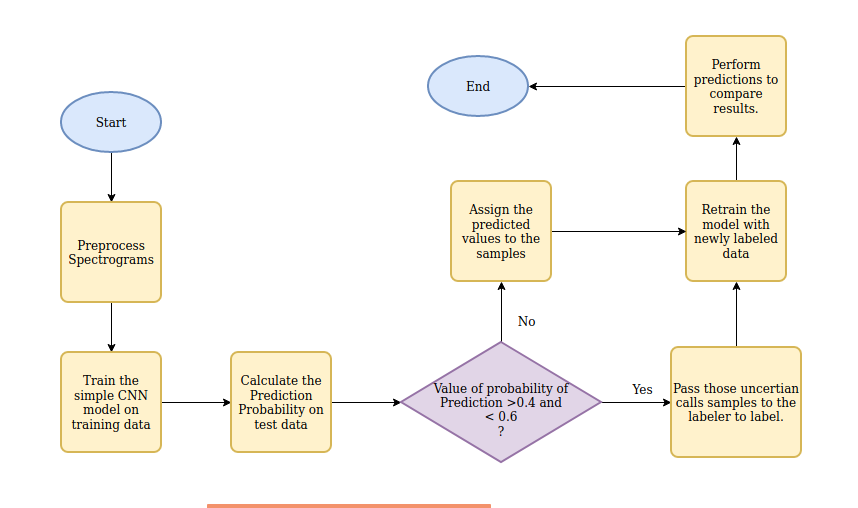 Start
Preprocess
Spectrograms
Train the
simple CNN
model on
training data
Calculate the
Prediction
Probability on
test data
Value of probability of
Prediction >0.4 and
< 0.6
?
No
Assign the
predicted
values to the
samples
Yes
Pass those uncertian
calls samples to the
labeler to label.
Retrain the
model with
newly labeled
data
Perform
predictions to
compare
results.
End